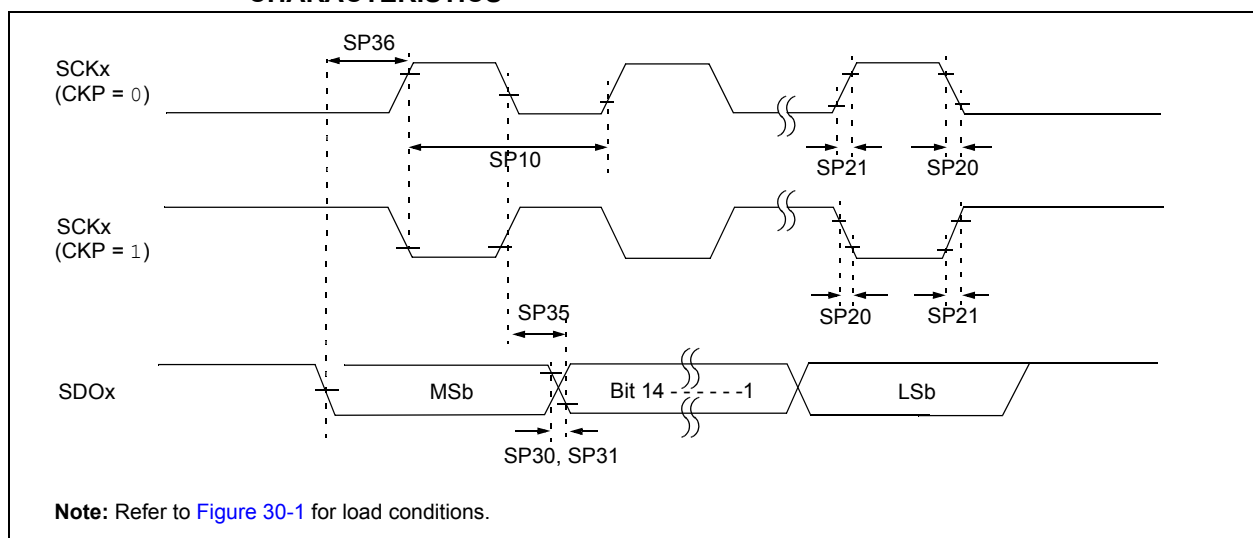 CHARACTERISTICS
SP36
SCKx
(CKP = 0)
SP10
SP21
SP20
SCKx
(CKP = 1)
SP35
SP20
SP21
SDOx
MSb
Bit 14 - - - - - -1
LSb
SP30, SP31
Note: Refer to Figure 30-1 for load conditions.